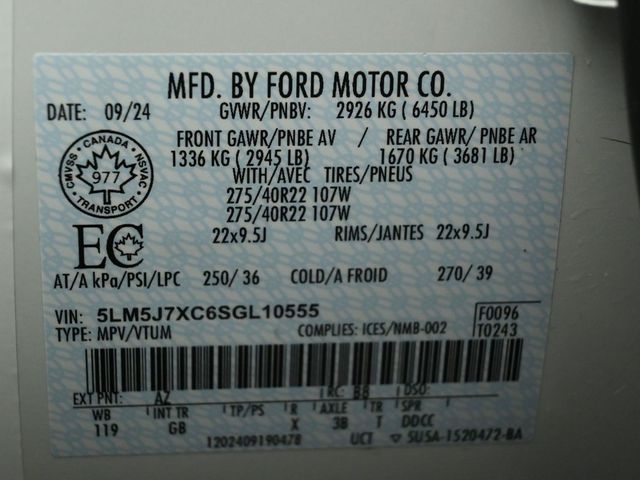 MFD. BY FORD MOTOR CO.
DATE: 09/24 GVWR/PNBV: 2926 KG ( 6450 LB)
FRONT GAWR/PNBE AV / REAR GAWR/ PNBE AR
1336 KG ( 2945 LB) 1670 KG ( 3681 LB)
WITH/AVEC TIRES/PNEUS
275/40R22 107W
275/40R22 107W
22x9.5J RIMS/JANTES 22x9.5J
CANADA
CMVSS NSVAC
977
TRANSPORT
EC
AT/A kPa/PSI/LPC 250/ 36 COLD/A FROID 270/ 39
VIN: 5LM5J7XC6SGL10555 F0096
TYPE: MPV/VTUM COMPLIES: ICES/NMB-002 T0243
EXT PNT: AZ RC: BB DSO:
WB INT TR TP/PS R AXLE TR SPR
119 GB X 3B T DDCC
1202409190478 UCT SU5A-1520472-BA